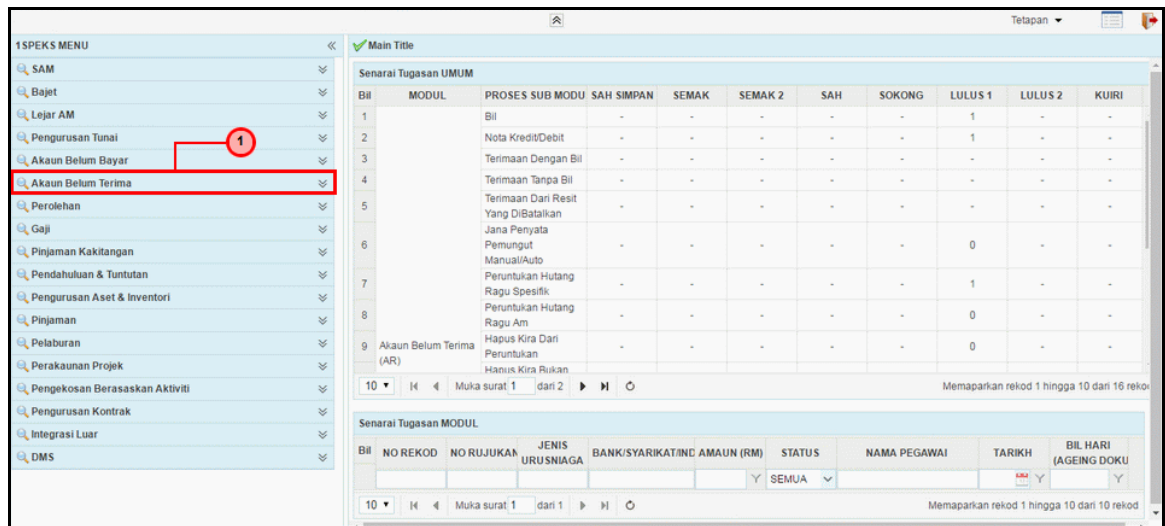 Tetapan
1SPEKS MENU
SAM
Bajet
Lejar AM
Pengurusan Tunai
Akaun Belum Bayar
Akaun Belum Terima
Perolehan
Gaji
Pinjaman Kakitangan
Pendahuluan & Tuntutan
Pengurusan Aset & Inventori
Pinjaman
Pelaburan
Perakaunan Projek
Pengekosan Berasaskan Aktiviti
Pengurusan Kontrak
Integrasi Luar
DMS
1
Main Title
Senarai Tugasan UMUM
Bil MODUL PROSES SUB MODU SAH SIMPAN SEMAK SEMAK 2 SAH SOKONG LULUS 1 LULUS 2 KUIRI
1 Bil - - - - - 1 - -
2 Nota Kredit/Debit - - - - - 1 - -
3 Terimaan Dengan Bil - - - - - - - -
4 Terimaan Tanpa Bil - - - - - - - -
5 Terimaan Dari Resit
Yang DiBatalkan - - - - - - - -
Jana Penyata
6 Pemungut - - - - - 0 - -
Manual/Auto
7 Peruntukan Hutang
Ragu Spesifik - - - - - 1 - -
8 Peruntukan Hutang
Ragu Am - - - - - 0 - -
9 Akaun Belum Terima
(AR) Hapus Kira Dari
Peruntukan - - - - - 0 - -
Hapus Kira Bukan
10 Muka surat 1 dari 2 Memaparkan rekod 1 hingga 10 dari 16 rekod
Senarai Tugasan MODUL
Bil NO REKOD NO RUJUKAN JENIS
URUSNIAGA BANK/SYARIKAT/IND AMAUN (RM) STATUS NAMA PEGAWAI TARIKH BIL HARI
(AGEING DOKU
SEMUA
10 Muka surat 1 dari 1 Memaparkan rekod 1 hingga 10 dari 10 rekod